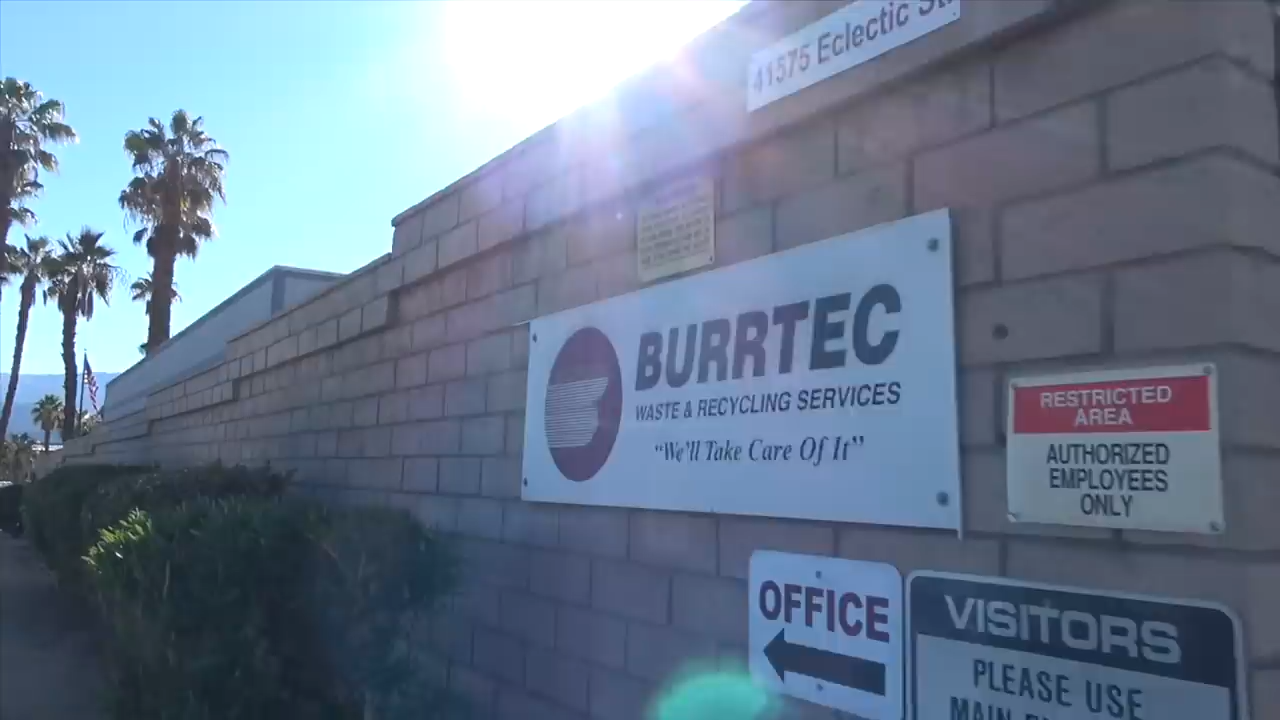 41575 Eclectic
BURRTEC
WASTE & RECYCLING SERVICES
"We'll Take Care Of It"
RESTRICTED
AREA
AUTHORIZED
EMPLOYEES
ONLY
OFFICE
VISITORS
PLEASE USE
MAIN